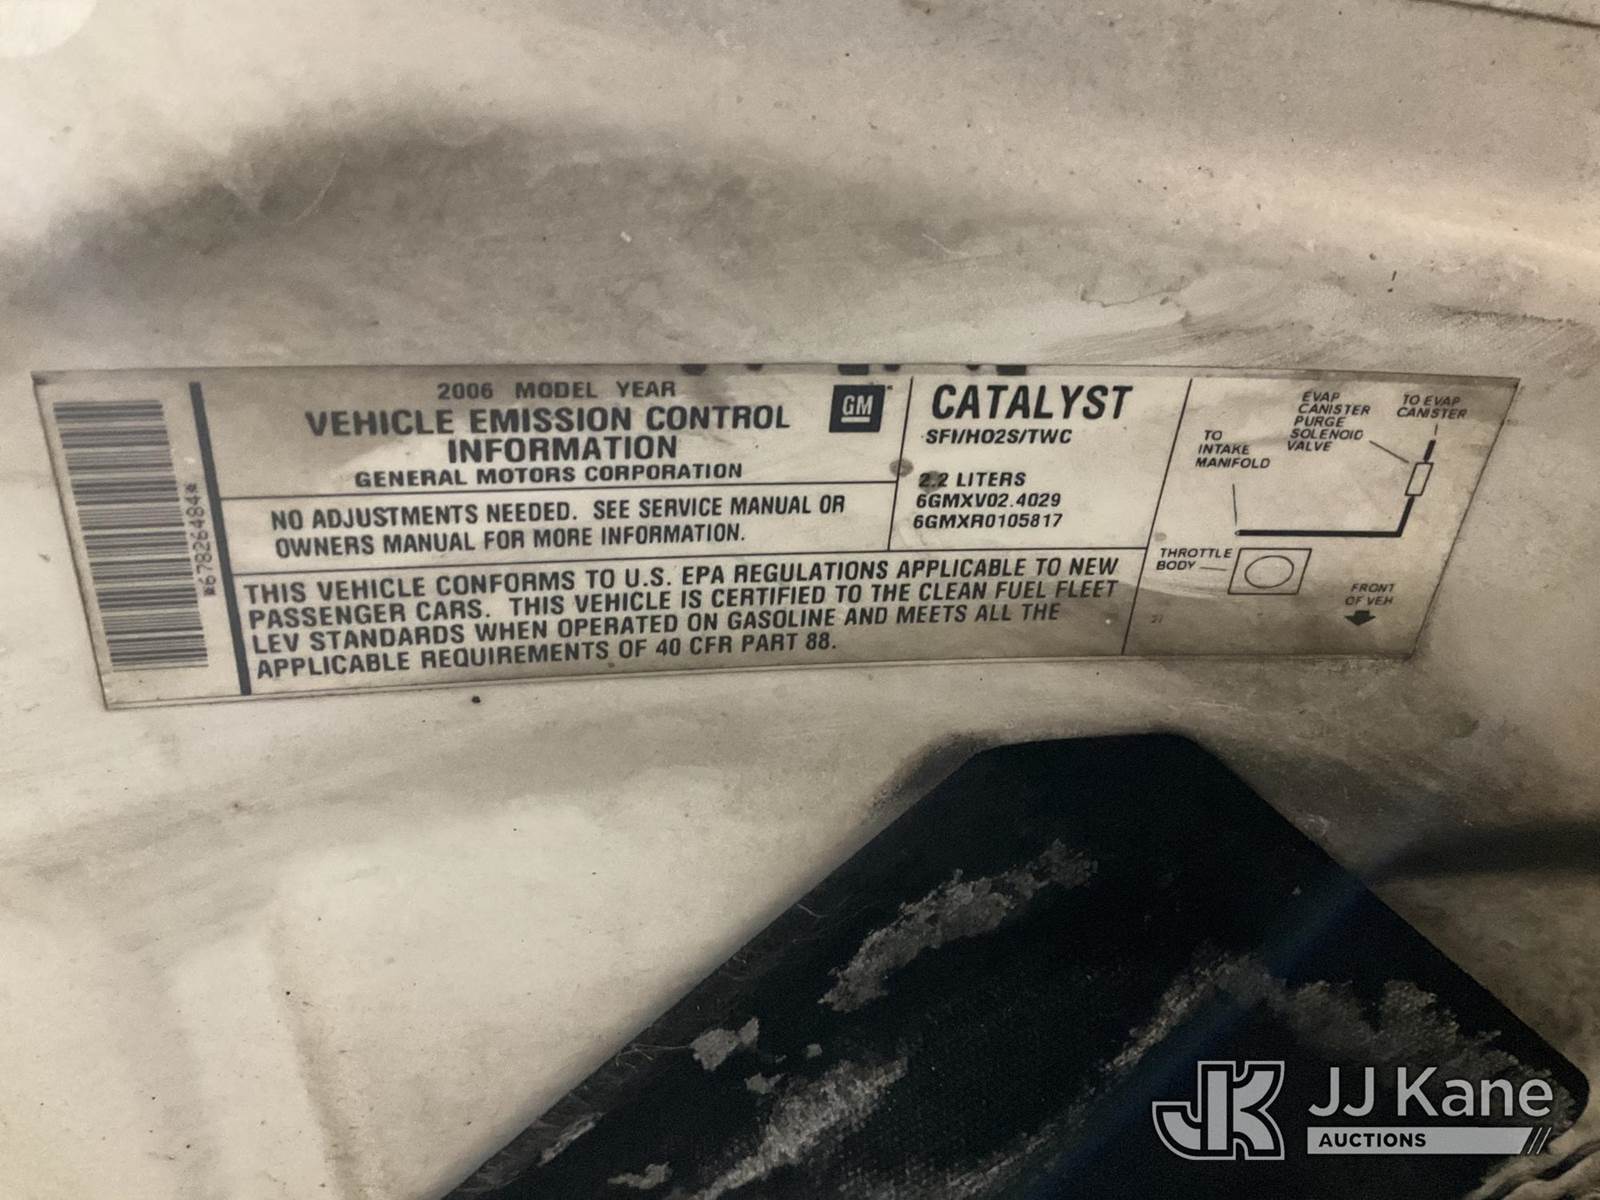 *67826484*
2006 MODEL YEAR
VEHICLE EMISSION CONTROL
INFORMATION
GENERAL MOTORS CORPORATION
GM
NO ADJUSTMENTS NEEDED. SEE SERVICE MANUAL OR
OWNERS MANUAL FOR MORE INFORMATION.
THIS VEHICLE CONFORMS TO U.S. EPA REGULATIONS APPLICABLE TO NEW
PASSENGER CARS. THIS VEHICLE IS CERTIFIED TO THE CLEAN FUEL FLEET
LEV STANDARDS WHEN OPERATED ON GASOLINE AND MEETS ALL THE
APPLICABLE REQUIREMENTS OF 40 CFR PART 88.
CATALYST
SFI/HO2S/TWC
2.2 LITERS
6GMXV02.4029
6GMXR0105817
TO
INTAKE
MANIFOLD
EVAP
CANISTER
PURGE
SOLENOID
VALVE
TO EVAP
CANISTER
THROTTLE
BODY
FRONT
OF VEH
JK
JJ Kane
AUCTIONS